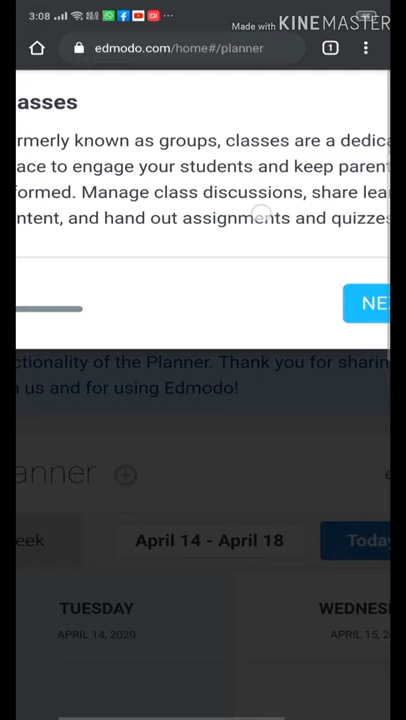 3:08
Made with KINEMASTER
edmodo.com/home#/planner
1
asses
rmerly known as groups, classes are a dedica
ace to engage your students and keep paren
formed. Manage class discussions, share lea
ntent, and hand out assignments and quizzes
NE
ctionality of the Planner. Thank you for sharin
n us and for using Edmodo!
anner
eek
April 14 - April 18
Today
TUESDAY
WEDNES
APRIL 14, 2020
APRIL 15, 2